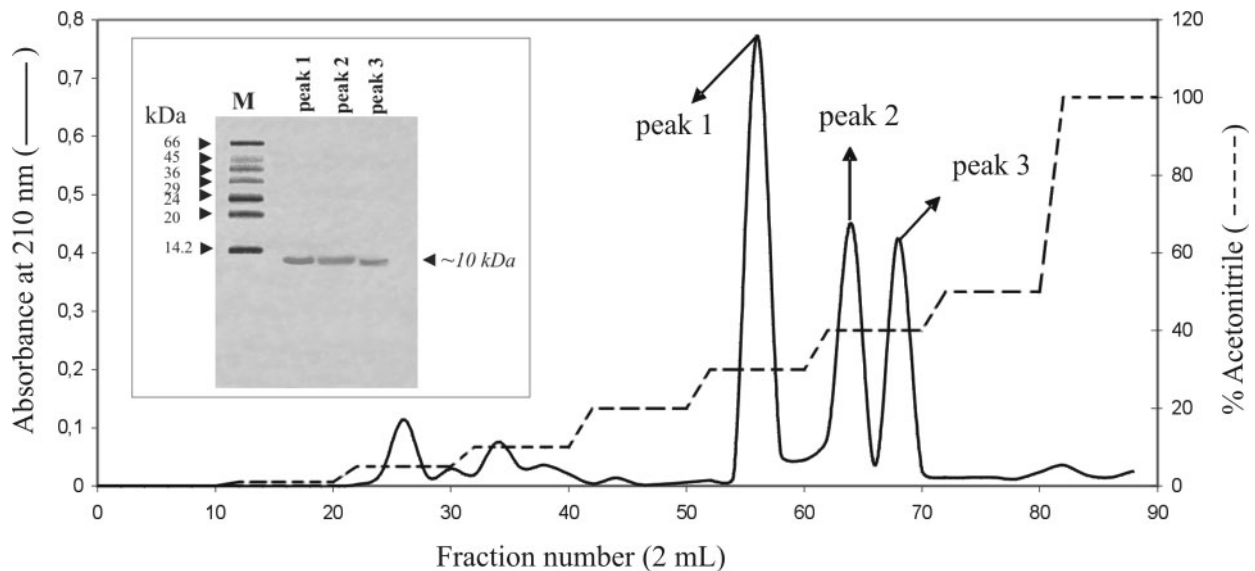 Absorbance at 210 nm (——)
0,8
0,7
0,6
0,5
0,4
0,3
0,2
0,1
0
kDa
M
peak 1
peak 2
peak 3
66
45
36
29
24
20
14.2
~10 kDa
peak 1
peak 2
peak 3
120
100
80
60
40
20
0
% Acetonitrile (----)
0 10 20 30 40 50 60 70 80 90
Fraction number (2 mL)